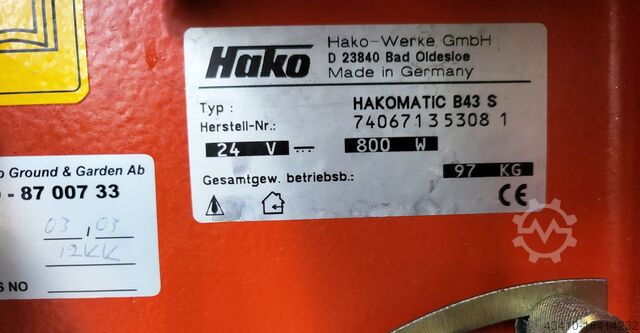 Hako
Hako-Werke GmbH
D 23840 Bad Oldesloe
Made in Germany
Typ : HAKOMATIC B43 S
Herstell-Nr.: 74067135308 1
24 V 800 W
Gesamtgew. betriebsb.: 97 KG
CE
Ground & Garden Ab
- 87 007 33
03 , 03
12KK
S NO